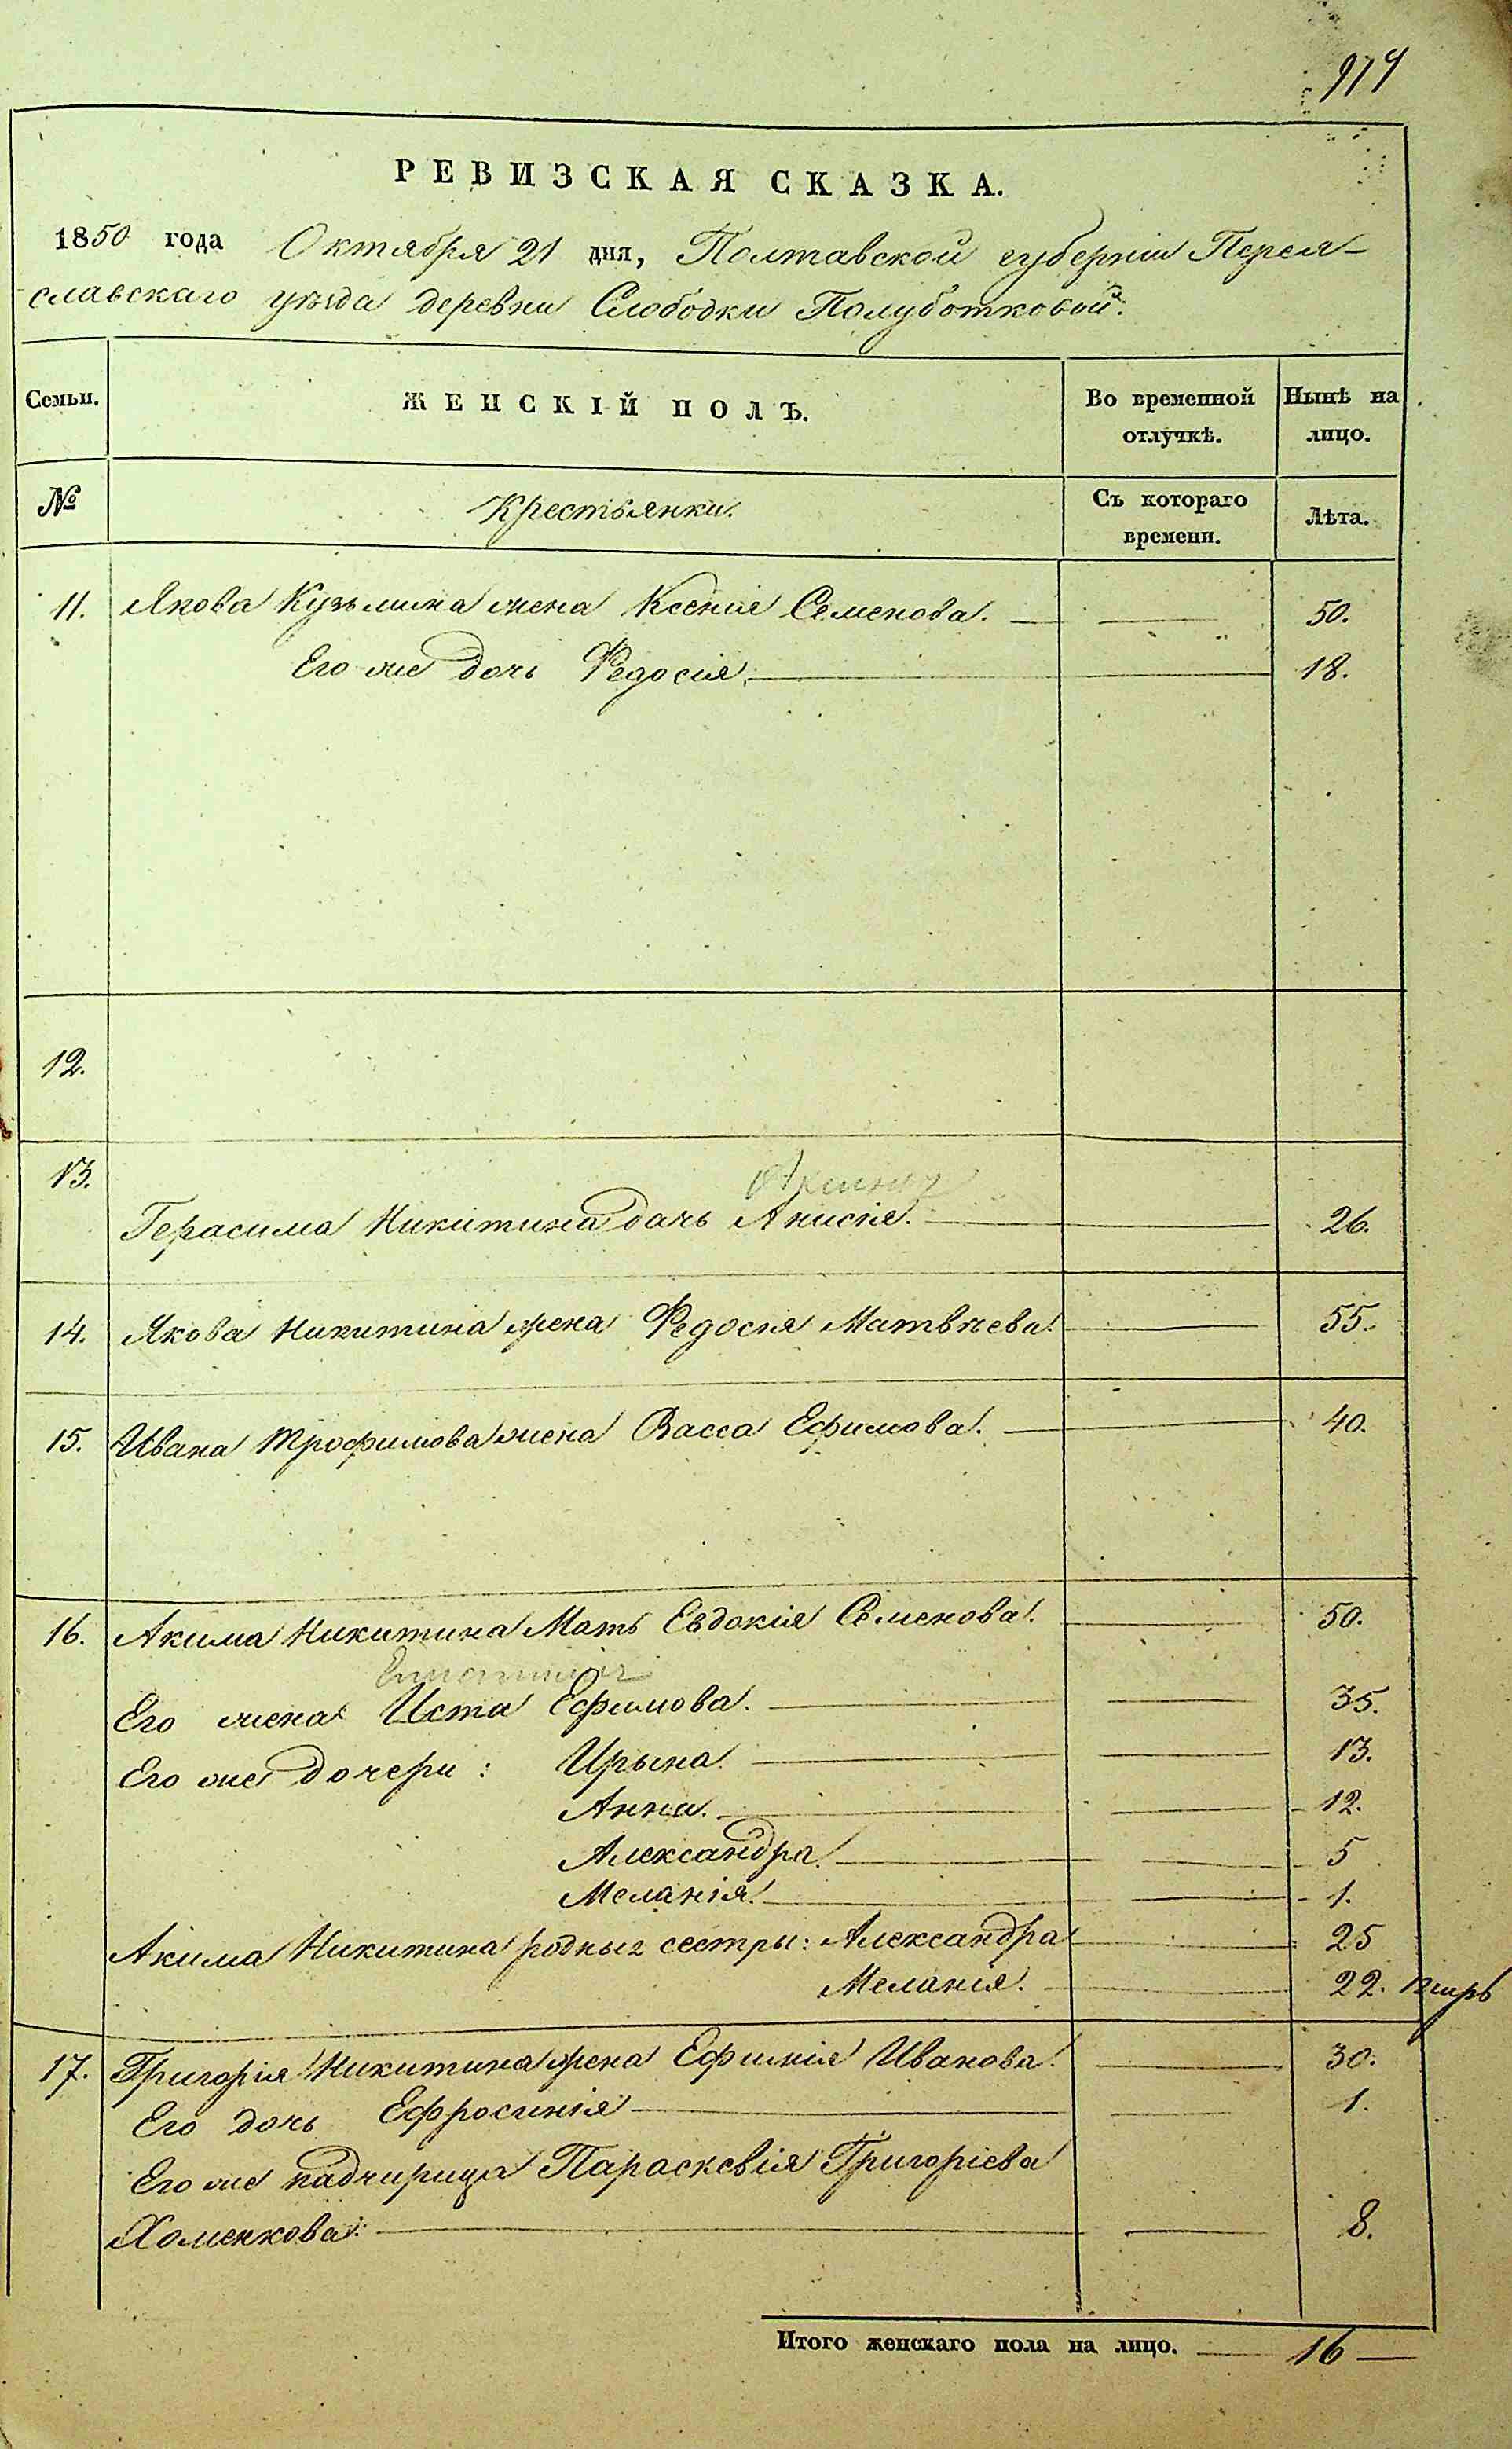 974
РЕВИЗСКАЯ СКАЗКА.
1850 года Октября 21 дня, Полтавской губерніи Перея-
славскаго уѣзда деревни Слободки Полуботковой.
Семьи. ЖЕНСКІЙ ПОЛЪ. Во временной отлучкѣ. Нынѣ на лицо.
№ Крестьянки. Съ котораго времени. Лѣта.
11. Якова Кузьмина жена Ксенія Семенова. 50.
Его же дочь Федосія. 18.
12.
13.
Герасима Никитина дочь Анисія. 26.
14. Якова Никитина жена Федосія Матвѣева. 55.
15. Ивана Трофимова жена Васса Ефимова. 40.
16. Акима Никитина Мать Евдокія Семенова. 50.
Его жена Иста Ефимова. 35.
Его же дочери: Ирына. 13.
Анна. 12.
Александра. 5
Меланія. 1.
Акима Никитина родныя сестры: Александра 25
Меланія. 22.
17. Григорія Никитина жена Ефимія Иванова. 30.
Его дочь Ефросинія 1.
Его же падчирица Параскевія Григоріева
Хоменкова. 8.
Итого женскаго пола на лицо. 16